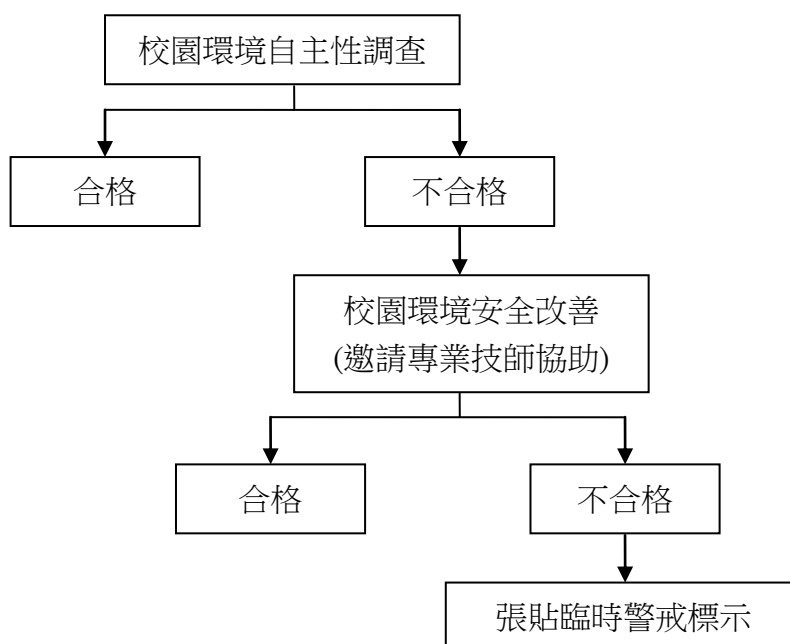 校園環境自主性調查
合格
不合格
校園環境安全改善
(邀請專業技師協助)
合格
不合格
張貼臨時警戒標示